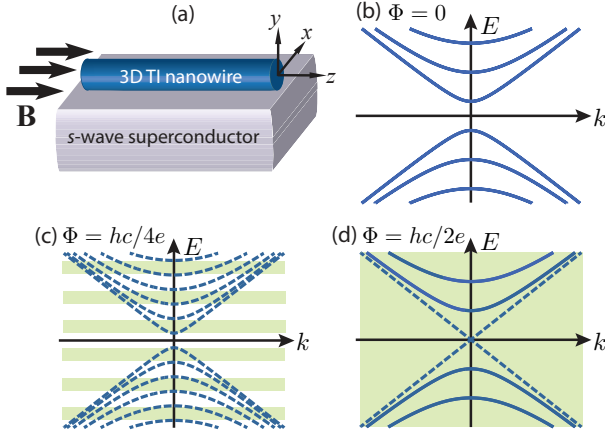 (a)
y
x
3D TI nanowire
z
B
s-wave superconductor
(b) Φ = 0
E
k
(c) Φ = hc/4e
E
k
(d) Φ = hc/2e
E
k